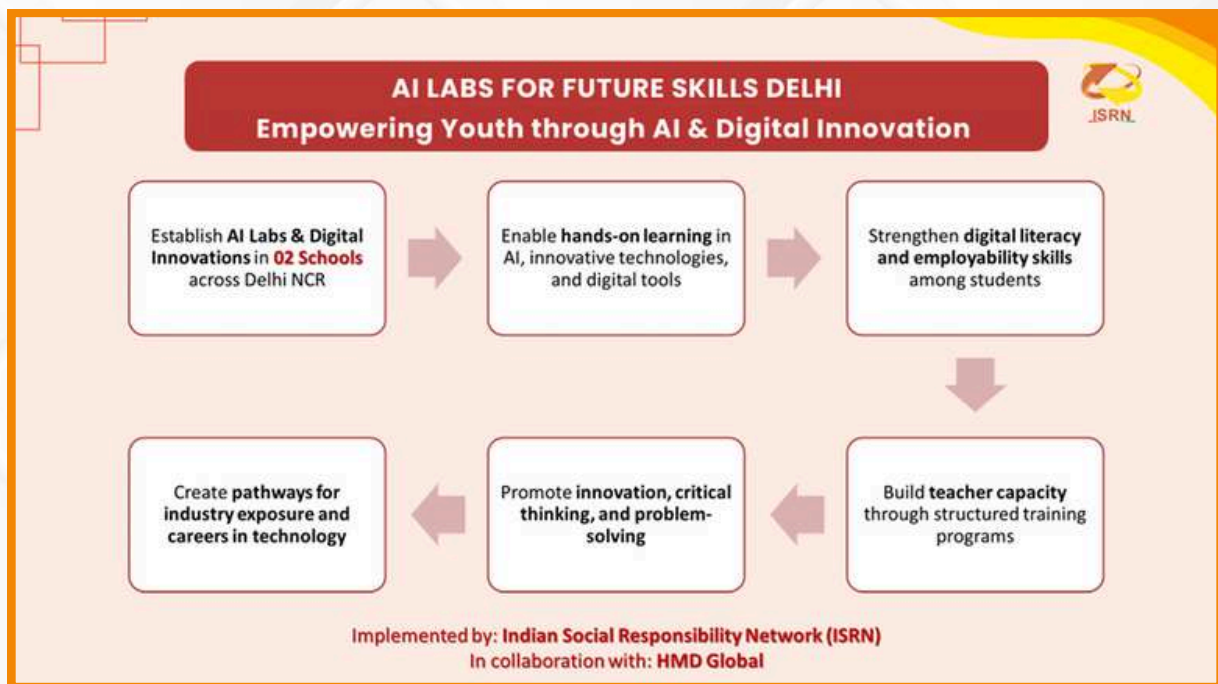 AI LABS FOR FUTURE SKILLS DELHI
Empowering Youth through AI & Digital Innovation
ISRN
Establish AI Labs & Digital
Innovations in 02 Schools
across Delhi NCR
Enable hands-on learning in
AI, innovative technologies,
and digital tools
Strengthen digital literacy
and employability skills
among students
Build teacher capacity
through structured training
programs
Promote innovation, critical
thinking, and problem-
solving
Create pathways for
industry exposure and
careers in technology
Implemented by: Indian Social Responsibility Network (ISRN)
In collaboration with: HMD Global